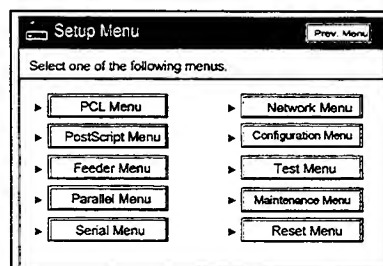 Setup Menu
Prev. Menu
Select one of the following menus.
PCL Menu
Network Menu
PostScript Menu
Configuration Menu
Feeder Menu
Test Menu
Parallel Menu
Maintenance Menu
Serial Menu
Reset Menu